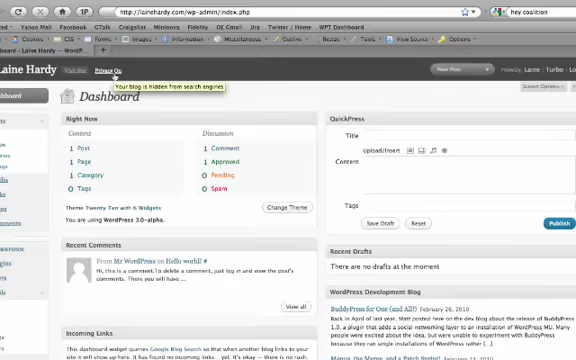 http://lainehardy.com/wp-admin/index.php
hey coalition
Yahoo Mail Facebook GTalk Craigslist Mininova Fidelity OE Gmail Jira Twitter / Home WPT Dashboard
Cookies CSS Forms Images Information Miscellaneous Outline Resize Tools View Source Options
board ‹ Laine Hardy — WordP...
Laine Hardy Visit Site Privacy On New Post Howdy, Laine Turbo
Your blog is hidden from search engines
Screen Options
Dashboard
Right Now
Content Discussion
1 Post 1 Comment
1 Page 1 Approved
1 Category 0 Pending
0 Tags 0 Spam
Theme Twenty Ten with 6 Widgets Change Theme
You are using WordPress 3.0-alpha.
Recent Comments
From Mr WordPress on Hello world! #
Hi, this is a comment.To delete a comment, just log in and view the post's
comments. There you will have ...
View all
Incoming Links
This dashboard widget queries Google Blog Search so that when another blog links to your
site it will show up here. It has found no incoming links... yet. It's okay — there is no rush.
QuickPress
Title
Upload/Insert
Content
Tags
Save Draft Reset Publish
Recent Drafts
There are no drafts at the moment
WordPress Development Blog
BuddyPress for One (and All!) February 26, 2010
Back in April of last year, Matt posted here on the dev blog about the release of BuddyPress
1.0, a plugin that adds a social networking layer to an installation of WordPress MU. Many
people were excited about the idea, but were unable to experiment with BuddyPress
because they ran single installations of WordPress rather